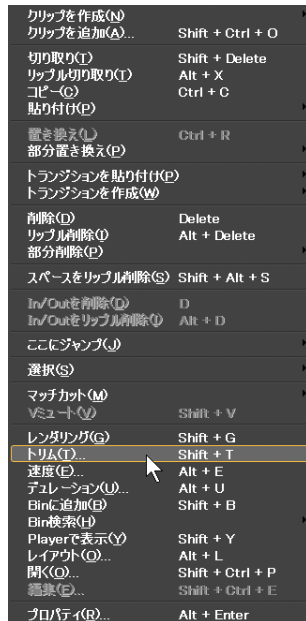 クリップを作成(N)
クリップを追加(A)... Shift + Ctrl + O
切り取り(T) Shift + Delete
リップル切り取り(T) Alt + X
コピー(C) Ctrl + C
貼り付け(P)
置き換え(L) Ctrl + R
部分置き換え(P)
トランジションを貼り付け(P)
トランジションを作成(W)
削除(D) Delete
リップル削除(I) Alt + Delete
部分削除(P)
スペースをリップル削除(S) Shift + Alt + S
In/Outを削除(D) D
In/Outをリップル削除(I) Alt + D
ここにジャンプ(J)
選択(S)
マッチカット(M)
Vミュート(V) Shift + V
レンダリング(G) Shift + G
トリム(T)... Shift + T
速度(E)... Alt + E
デュレーション(U)... Alt + U
Binに追加(B) Shift + B
Bin検索(H)
Playerで表示(Y) Shift + Y
レイアウト(O)... Alt + L
開く(O)... Shift + Ctrl + P
編集(E)... Shift + Ctrl + E
プロパティ(R)... Alt + Enter